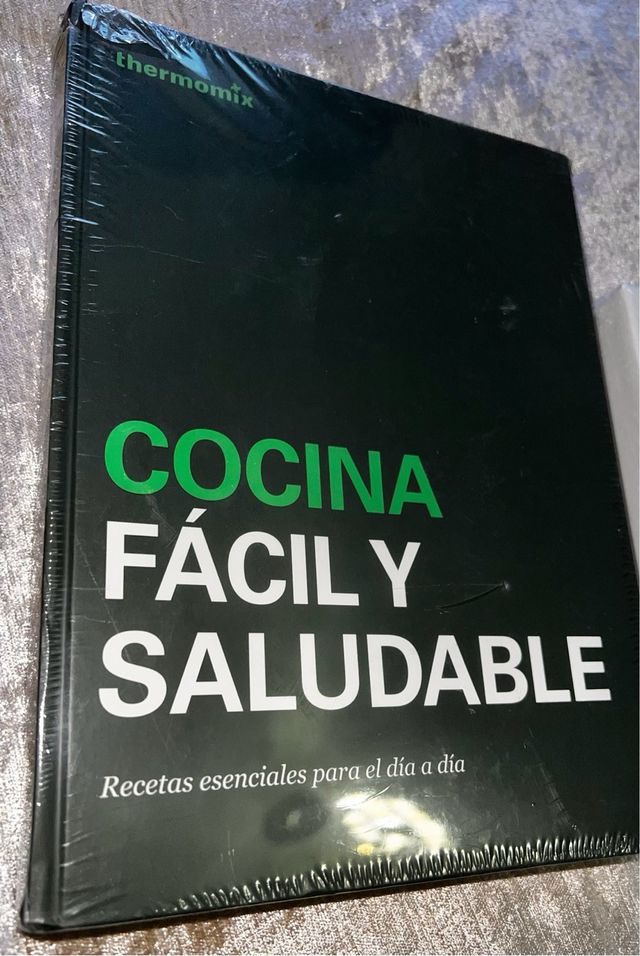 thermomix
COCINA
FÁCIL Y
SALUDABLE
Recetas esenciales para el día a día